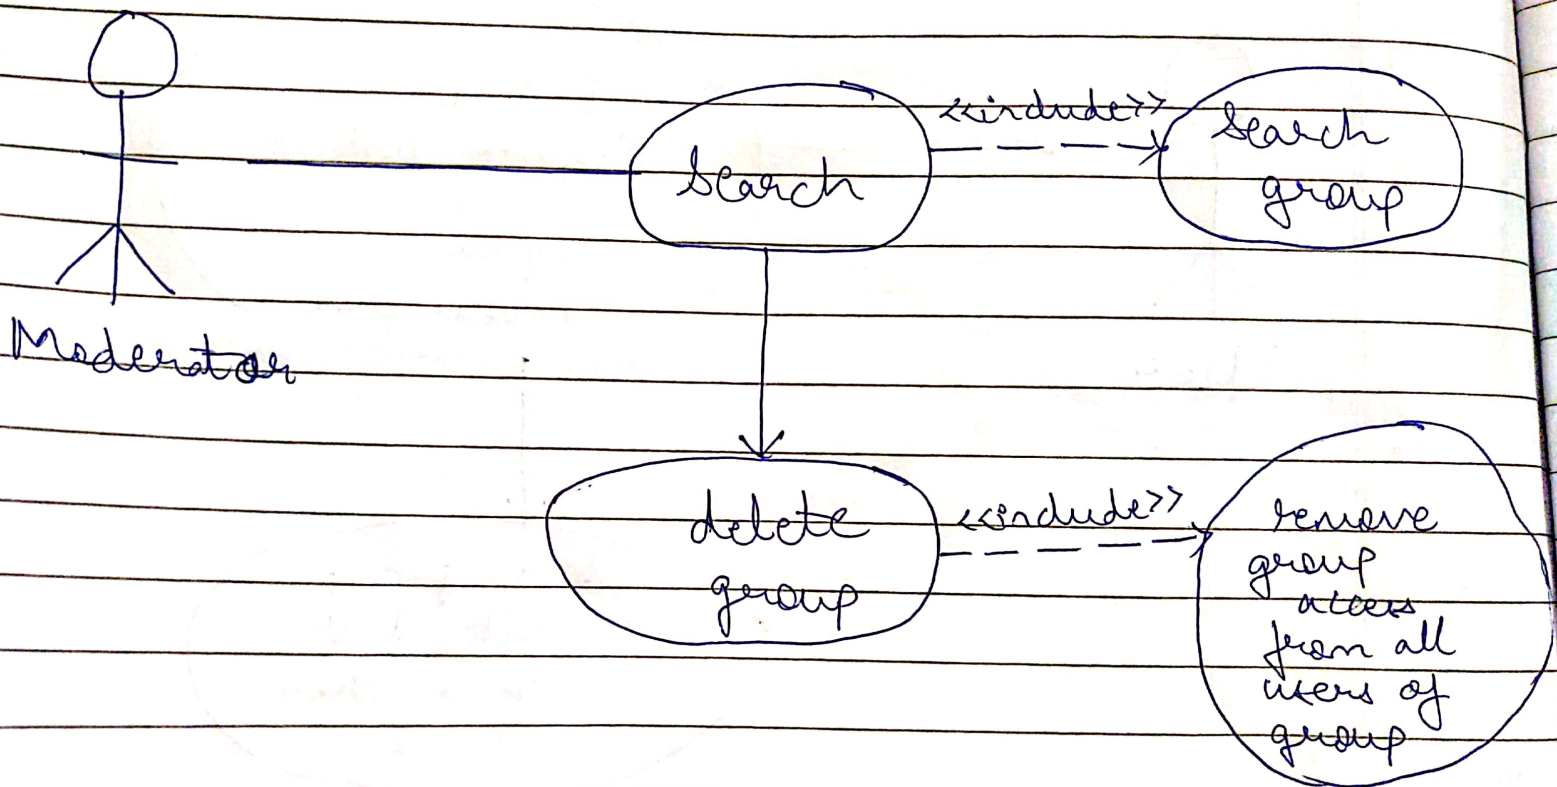 <<include>>
Search
group
Search
Moderator
delete
group
<<include>>
remove
group
access
from all
users of
group